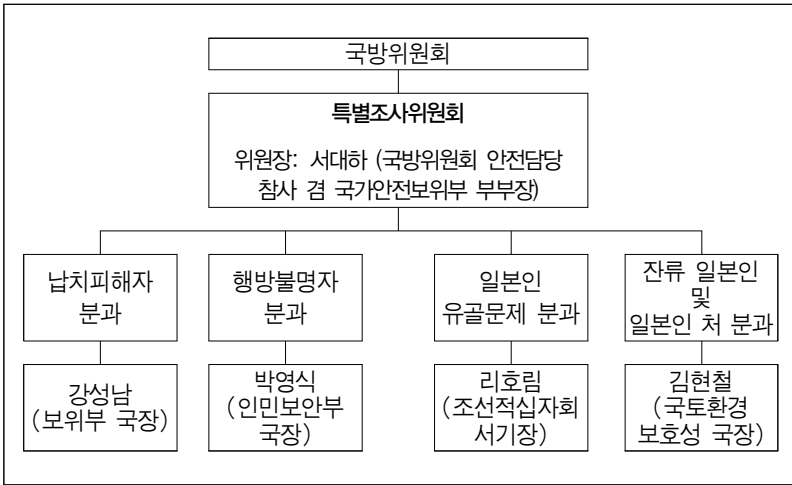 국방위원회
특별조사위원회
위원장: 서대하 (국방위원회 안전담당
참사 겸 국가안전보위부 부부장)
납치피해자
분과
행방불명자
분과
일본인
유골문제 분과
잔류 일본인
및
일본인 처 분과
강성남
(보위부 국장)
박영식
(인민보안부
국장)
리호림
(조선적십자회
서기장)
김현철
(국토환경
보호성 국장)